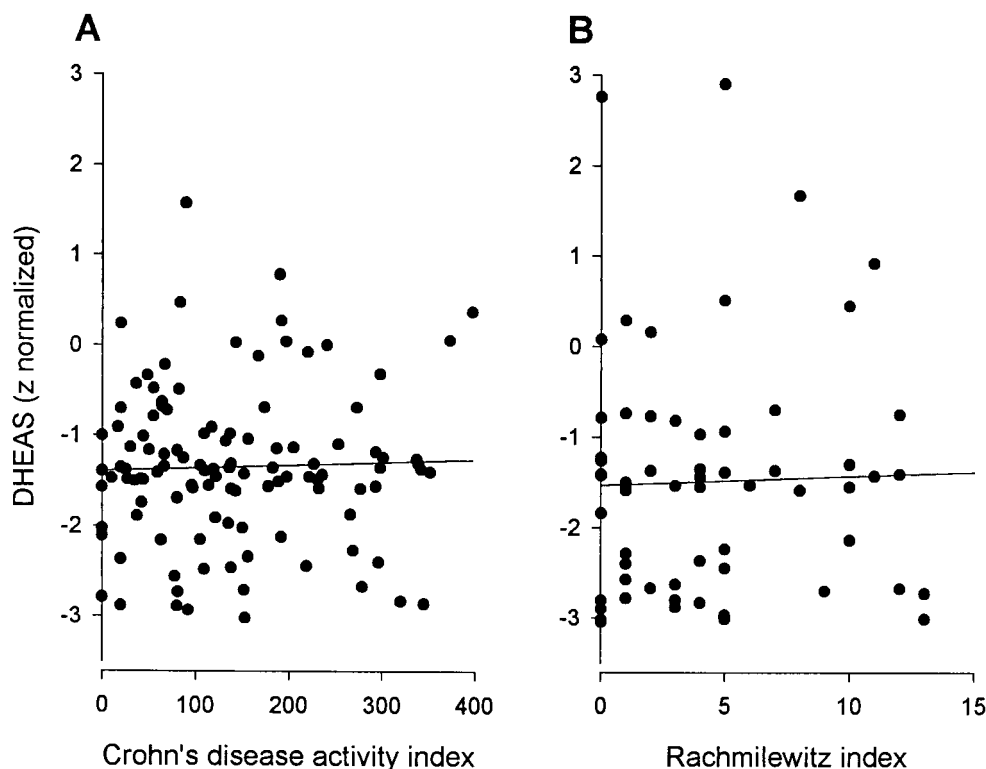 A
B
DHEAS (z normalized)
3
2
1
0
-1
-2
-3
0 100 200 300 400
Crohn's disease activity index
3
2
1
0
-1
-2
-3
0 5 10 15
Rachmilewitz index